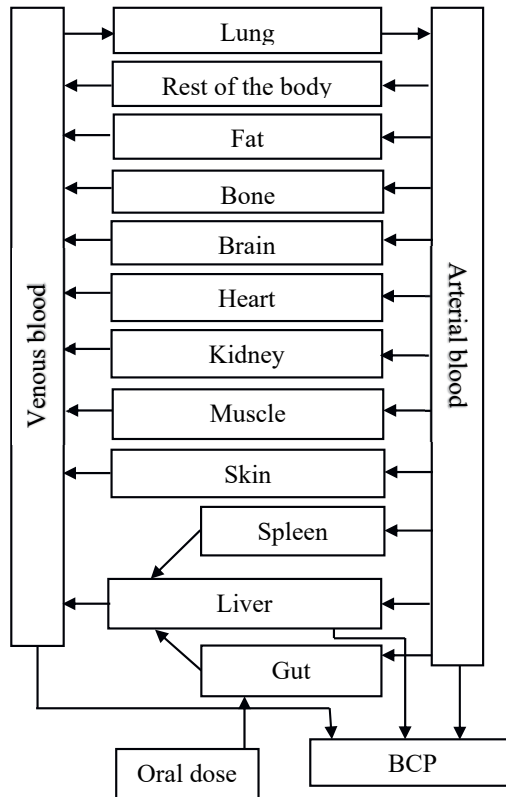 Lung
Rest of the body
Fat
Bone
Brain
Heart
Kidney
Muscle
Skin
Spleen
Liver
Gut
Oral dose
BCP
Venous blood
Arterial blood